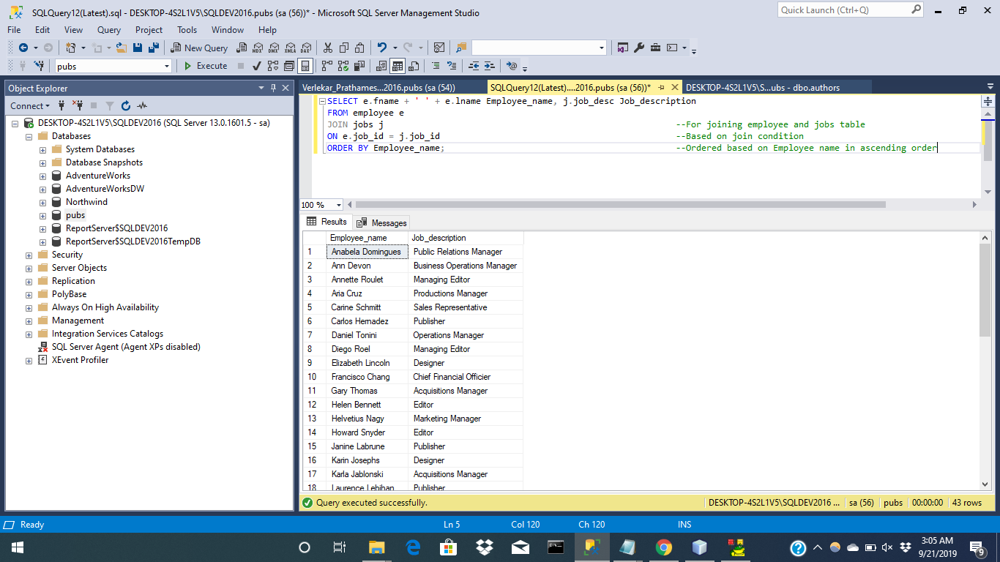 SQLQuery12(Latest).sql - DESKTOP-4S2L1V5\SQLDEV2016.pubs (sa (56))* - Microsoft SQL Server Management Studio
Quick Launch (Ctrl+Q)
File Edit View Query Project Tools Window Help
New Query
MDX DMX XMLA DAX
pubs
Execute
Object Explorer
Connect
DESKTOP-4S2L1V5\SQLDEV2016 (SQL Server 13.0.1601.5 - sa)
Databases
System Databases
Database Snapshots
AdventureWorks
AdventureWorksDW
Northwind
pubs
ReportServer$SQLDEV2016
ReportServer$SQLDEV2016TempDB
Security
Server Objects
Replication
PolyBase
Always On High Availability
Management
Integration Services Catalogs
SQL Server Agent (Agent XPs disabled)
XEvent Profiler
Verlekar_Prathames...2016.pubs (sa (54))
SQLQuery12(Latest)....2016.pubs (sa (56))*
DESKTOP-4S2L1V5\S...ubs - dbo.authors
SELECT e.fname + ' ' + e.lname Employee_name, j.job_desc Job_description
FROM employee e
JOIN jobs j --For joining employee and jobs table
ON e.job_id = j.job_id --Based on join condition
ORDER BY Employee_name; --Ordered based on Employee name in ascending order
100 %
Results Messages
Employee_name Job_description
1 Anabela Domingues Public Relations Manager
2 Ann Devon Business Operations Manager
3 Annette Roulet Managing Editor
4 Aria Cruz Productions Manager
5 Carine Schmitt Sales Representative
6 Carlos Hernadez Publisher
7 Daniel Tonini Operations Manager
8 Diego Roel Managing Editor
9 Elizabeth Lincoln Designer
10 Francisco Chang Chief Financial Officier
11 Gary Thomas Acquisitions Manager
12 Helen Bennett Editor
13 Helvetius Nagy Marketing Manager
14 Howard Snyder Editor
15 Janine Labrune Publisher
16 Karin Josephs Designer
17 Karla Jablonski Acquisitions Manager
18 Laurence Lebihan Publisher
Query executed successfully.
DESKTOP-4S2L1V5\SQLDEV2016 ... sa (56) pubs 00:00:00 43 rows
Ready
Ln 5 Col 120 Ch 120 INS
3:05 AM
9/21/2019
9